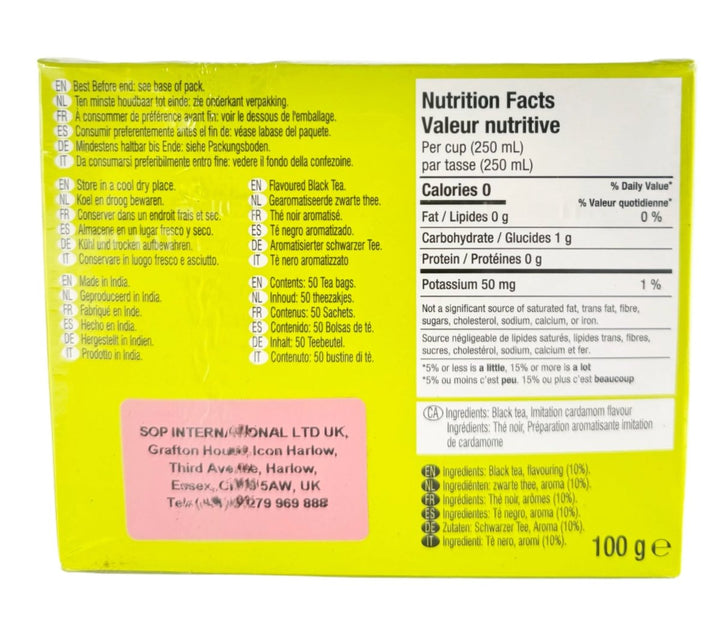 EN Best Before end: see base of pack.
NL Ten minste houdbaar tot einde: zie onderkant verpakking.
FR A consommer de préférence avant fin: voir le dessous de l'emballage.
ES Consumir preferentemente antes el fin de: véase labase del paquete.
DE Mindestens haltbar bis Ende: siehe Packungsboden.
IT Da consumarsi preferibilmente entro fine: vedere il fondo della confezoine.
EN Store in a cool dry place.
NL Koel en droog bewaren.
FR Conserver dans un endroit frais et sec.
ES Almacene en un lugar fresco y seco.
DE Kühl und trocken aufbewahren.
IT Conservare in luogo fresco e asciutto.
EN Flavoured Black Tea.
NL Gearomatiseerde zwarte thee.
FR Thé noir aromatisé.
ES Té negro aromatizado.
DE Aromatisierter schwarzer Tee.
IT Tè nero aromatizzato
EN Made in India.
NL Geproduceerd in India.
FR Fabriqué en Inde.
ES Hecho en India.
DE Hergestellt in Indien.
IT Prodotto in India.
EN Contents: 50 Tea bags.
NL Inhoud: 50 theezakjes.
FR Contenus: 50 Sachets.
ES Contenido: 50 Bolsas de té.
DE Inhalt: 50 Teebeutel.
IT Contenuto: 50 bustine di té.
SOP LTD UK,
Grafton Icon Harlow,
Third Harlow,
Essex, 5AW, UK
969 888
Nutrition Facts
Valeur nutritive
Per cup (250 mL)
par tasse (250 mL)
Calories 0 % Daily Value*
% Valeur quotidienne*
Fat / Lipides 0 g 0 %
Carbohydrate / Glucides 1 g
Protein / Protéines 0 g
Potassium 50 mg 1 %
Not a significant source of saturated fat, trans fat, fibre,
sugars, cholesterol, sodium, calcium, or iron.
Source négligeable de lipides saturés, lipides trans, fibres,
sucres, cholestérol, sodium, calcium et fer.
*5% or less is a little, 15% or more is a lot
*5% ou moins c'est peu, 15% ou plus c'est beaucoup
CA Ingredients: Black tea, Imitation cardamom flavour
Ingrédients: Thé noir, Préparation aromatisante imitation
de cardamome
EN Ingredients: Black tea, flavouring (10%).
NL Ingrediënten: zwarte thee, aroma (10%).
FR Ingrédients: Thé noir, arômes (10%).
ES Ingredientes: Té negro, aroma (10%).
DE Zutaten: Schwarzer Tee, Aroma (10%).
IT Ingredienti: Tè nero, aromi (10%).
100 g e